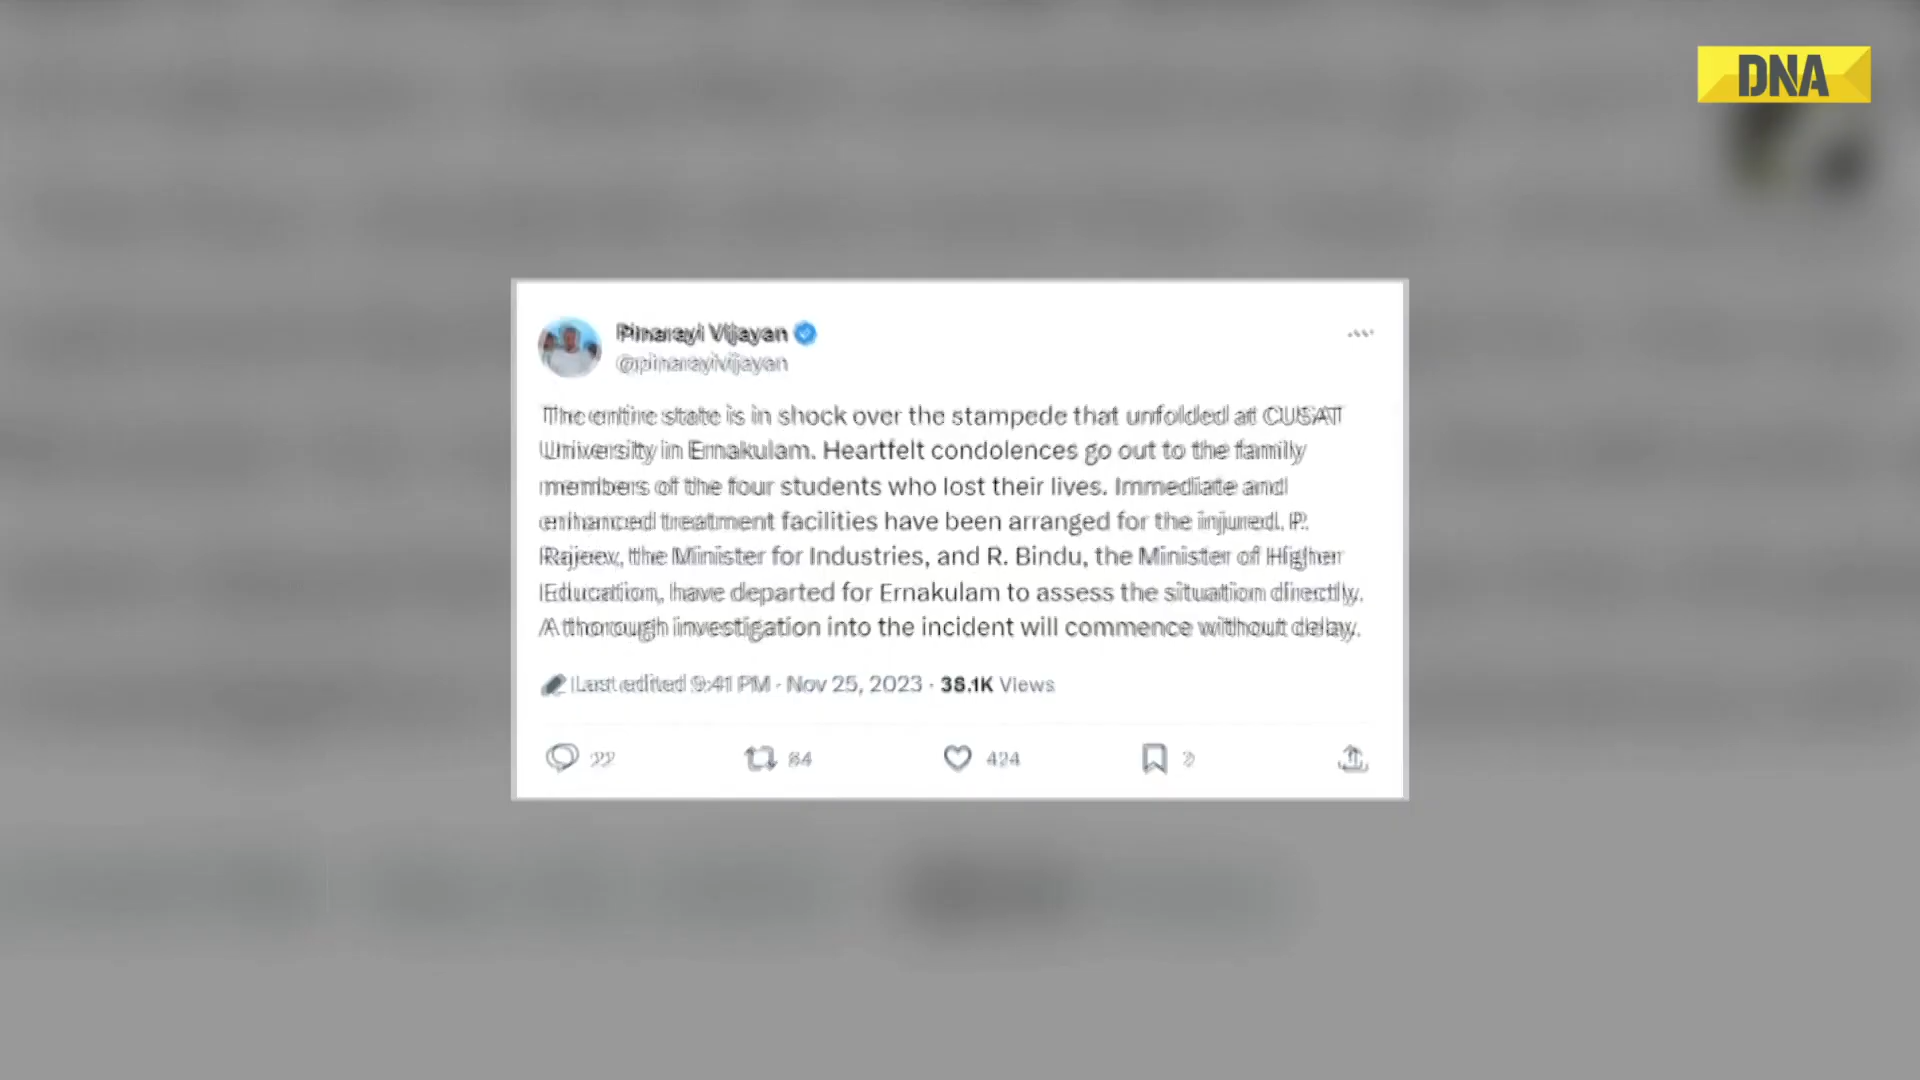 DNA
Pinarayi Vijayan
@pinarayivijayan
The entire state is in shock over the stampede that unfolded at CUSAT
University in Ernakulam. Heartfelt condolences go out to the family
members of the four students who lost their lives. Immediate and
enhanced treatment facilities have been arranged for the injured. P.
Rajeev, the Minister for Industries, and R. Bindu, the Minister of Higher
Education, have departed for Ernakulam to assess the situation directly.
A thorough investigation into the incident will commence without delay.
Last edited 9:41 PM · Nov 25, 2023 · 38.1K Views
22 64 424 2